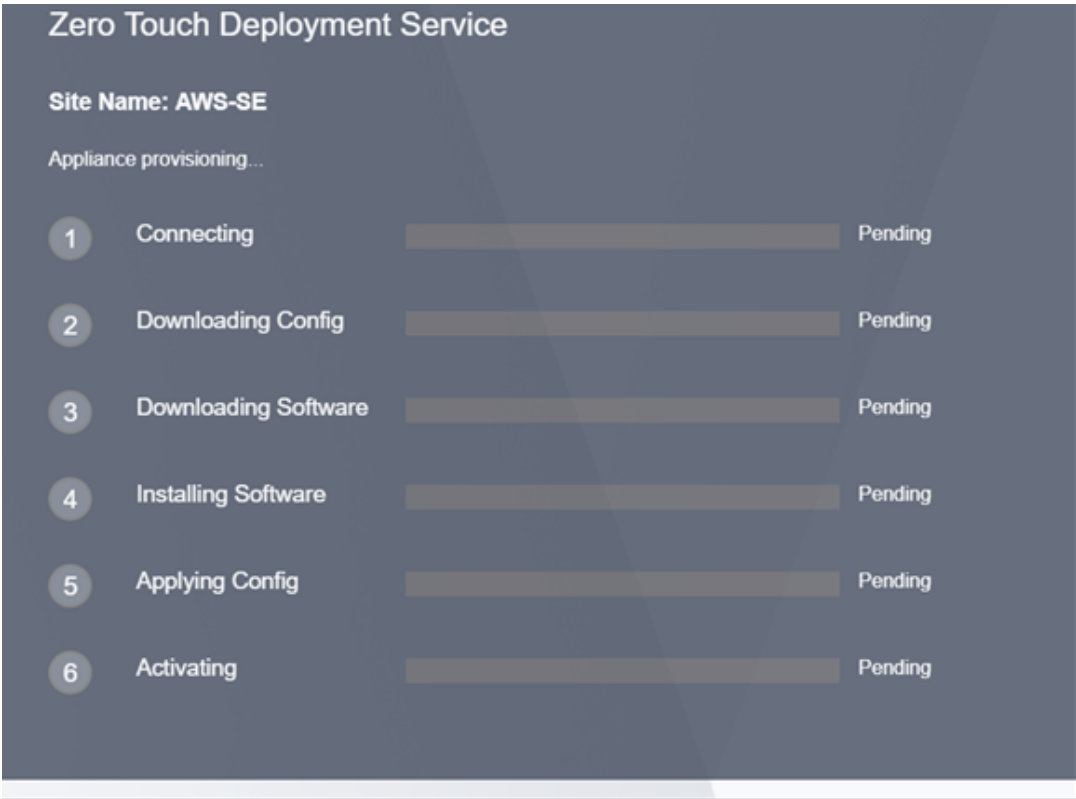 Zero Touch Deployment Service
Site Name: AWS-SE
Appliance provisioning...
1 Connecting Pending
2 Downloading Config Pending
3 Downloading Software Pending
4 Installing Software Pending
5 Applying Config Pending
6 Activating Pending